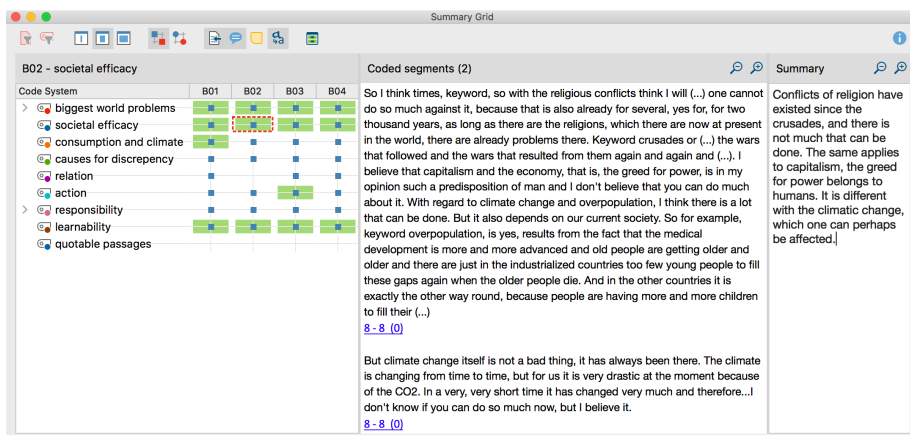 Summary Grid
B02 - societal efficacy
Code System B01 B02 B03 B04
biggest world problems
societal efficacy
consumption and climate
causes for discrepency
relation
action
responsibility
learnability
quotable passages
Coded segments (2)
So I think times, keyword, so with the religious conflicts think I will (...) one cannot
do so much against it, because that is also already for several, yes for, for two
thousand years, as long as there are the religions, which there are now at present
in the world, there are already problems there. Keyword crusades or (...) the wars
that followed and the wars that resulted from them again and again and (...). I
believe that capitalism and the economy, that is, the greed for power, is in my
opinion such a predisposition of man and I don't believe that you can do much
about it. With regard to climate change and overpopulation, I think there is a lot
that can be done. But it also depends on our current society. So for example,
keyword overpopulation, is yes, results from the fact that the medical
development is more and more advanced and old people are getting older and
older and there are just in the industrialized countries too few young people to fill
these gaps again when the older people die. And in the other countries it is
exactly the other way round, because people are having more and more children
to fill their (...)
8 - 8 (0)
But climate change itself is not a bad thing, it has always been there. The climate
is changing from time to time, but for us it is very drastic at the moment because
of the CO2. In a very, very short time it has changed very much and therefore...I
don't know if you can do so much now, but I believe it.
8 - 8 (0)
Summary
Conflicts of religion have
existed since the
crusades, and there is
not much that can be
done. The same applies
to capitalism, the greed
for power belongs to
humans. It is different
with the climatic change,
which one can perhaps
be affected.